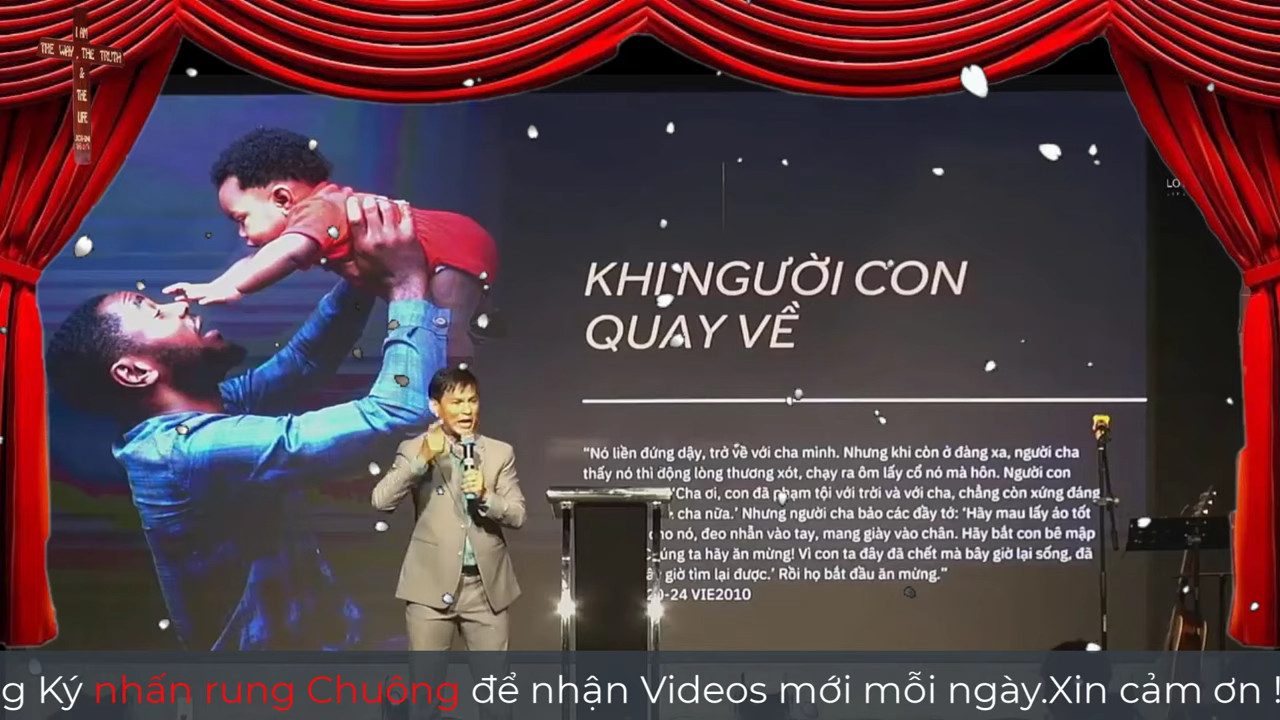 I AM
THE WAY, THE TRUTH
&
THE
LIFE
KHI NGƯỜI CON
QUAY VỀ
“Nó liền đứng dậy, trở về với cha mình. Nhưng khi còn ở đàng xa, người cha
thấy nó thì động lòng thương xót, chạy ra ôm lấy cổ nó mà hôn. Người con
‘Cha ơi, con đã phạm tội với trời và với cha, chẳng còn xứng đáng
cha nữa.’ Nhưng người cha bảo các đầy tớ: ‘Hãy mau lấy áo tốt
cho nó, đeo nhẫn vào tay, mang giày vào chân. Hãy bắt con bê mập
Chúng ta hãy ăn mừng! Vì con ta đây đã chết mà bây giờ lại sống, đã
giờ tìm lại được.’ Rồi họ bắt đầu ăn mừng.”
0-24 VIE2010
g Ký nhấn rung Chuông để nhận Videos mới mỗi ngày.Xin cảm ơn !